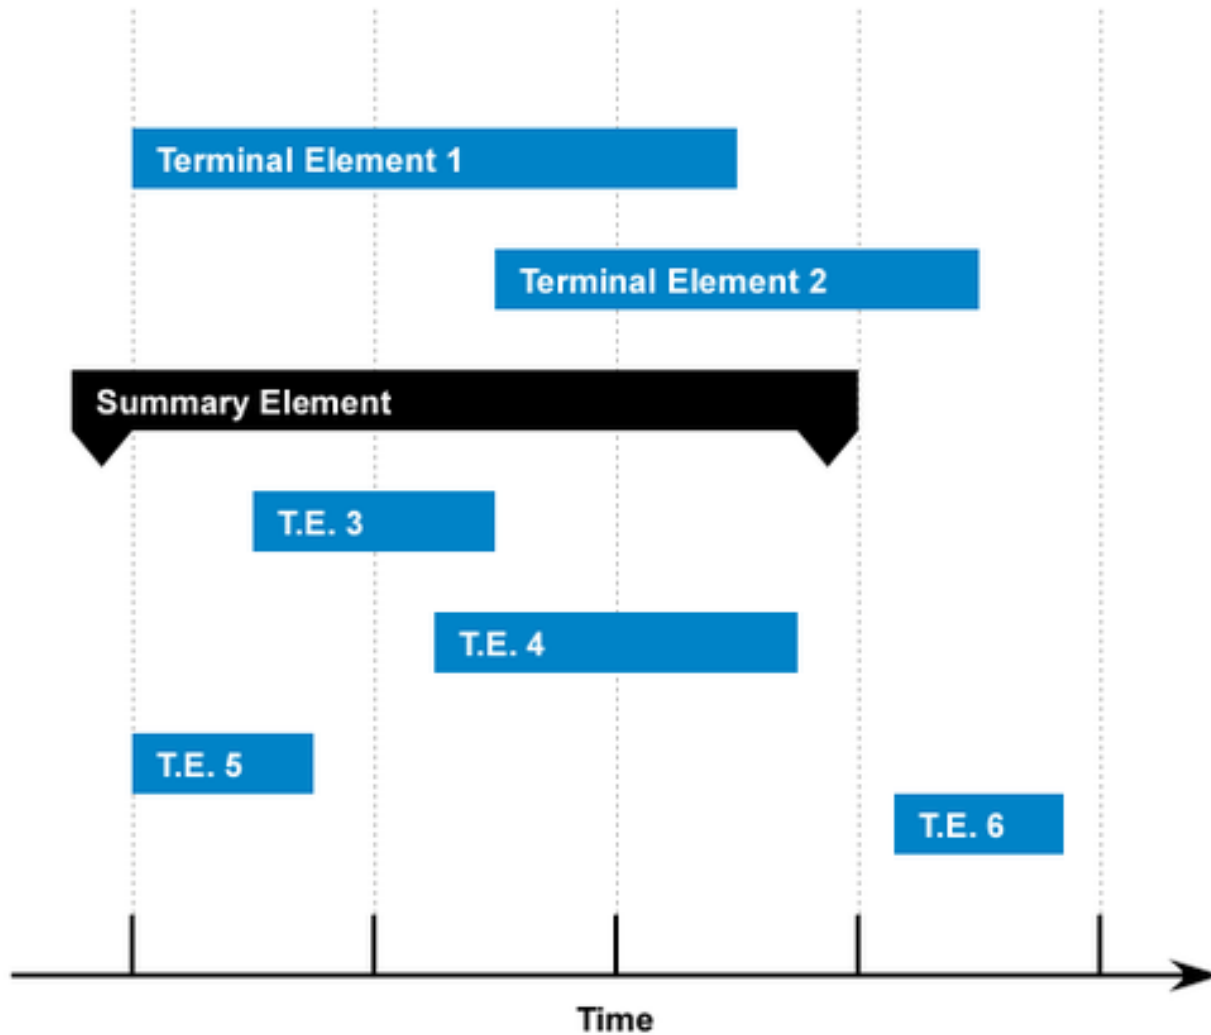 Terminal Element 1
Terminal Element 2
Summary Element
T.E. 3
T.E. 4
T.E. 5
T.E. 6
Time